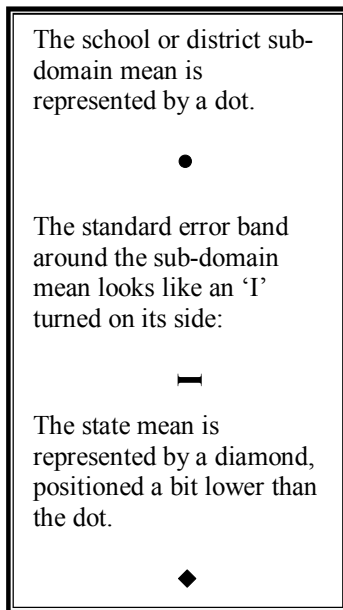 The school or district sub-
domain mean is
represented by a dot.
The standard error band
around the sub-domain
mean looks like an ‘I’
turned on its side:
The state mean is
represented by a diamond,
positioned a bit lower than
the dot.